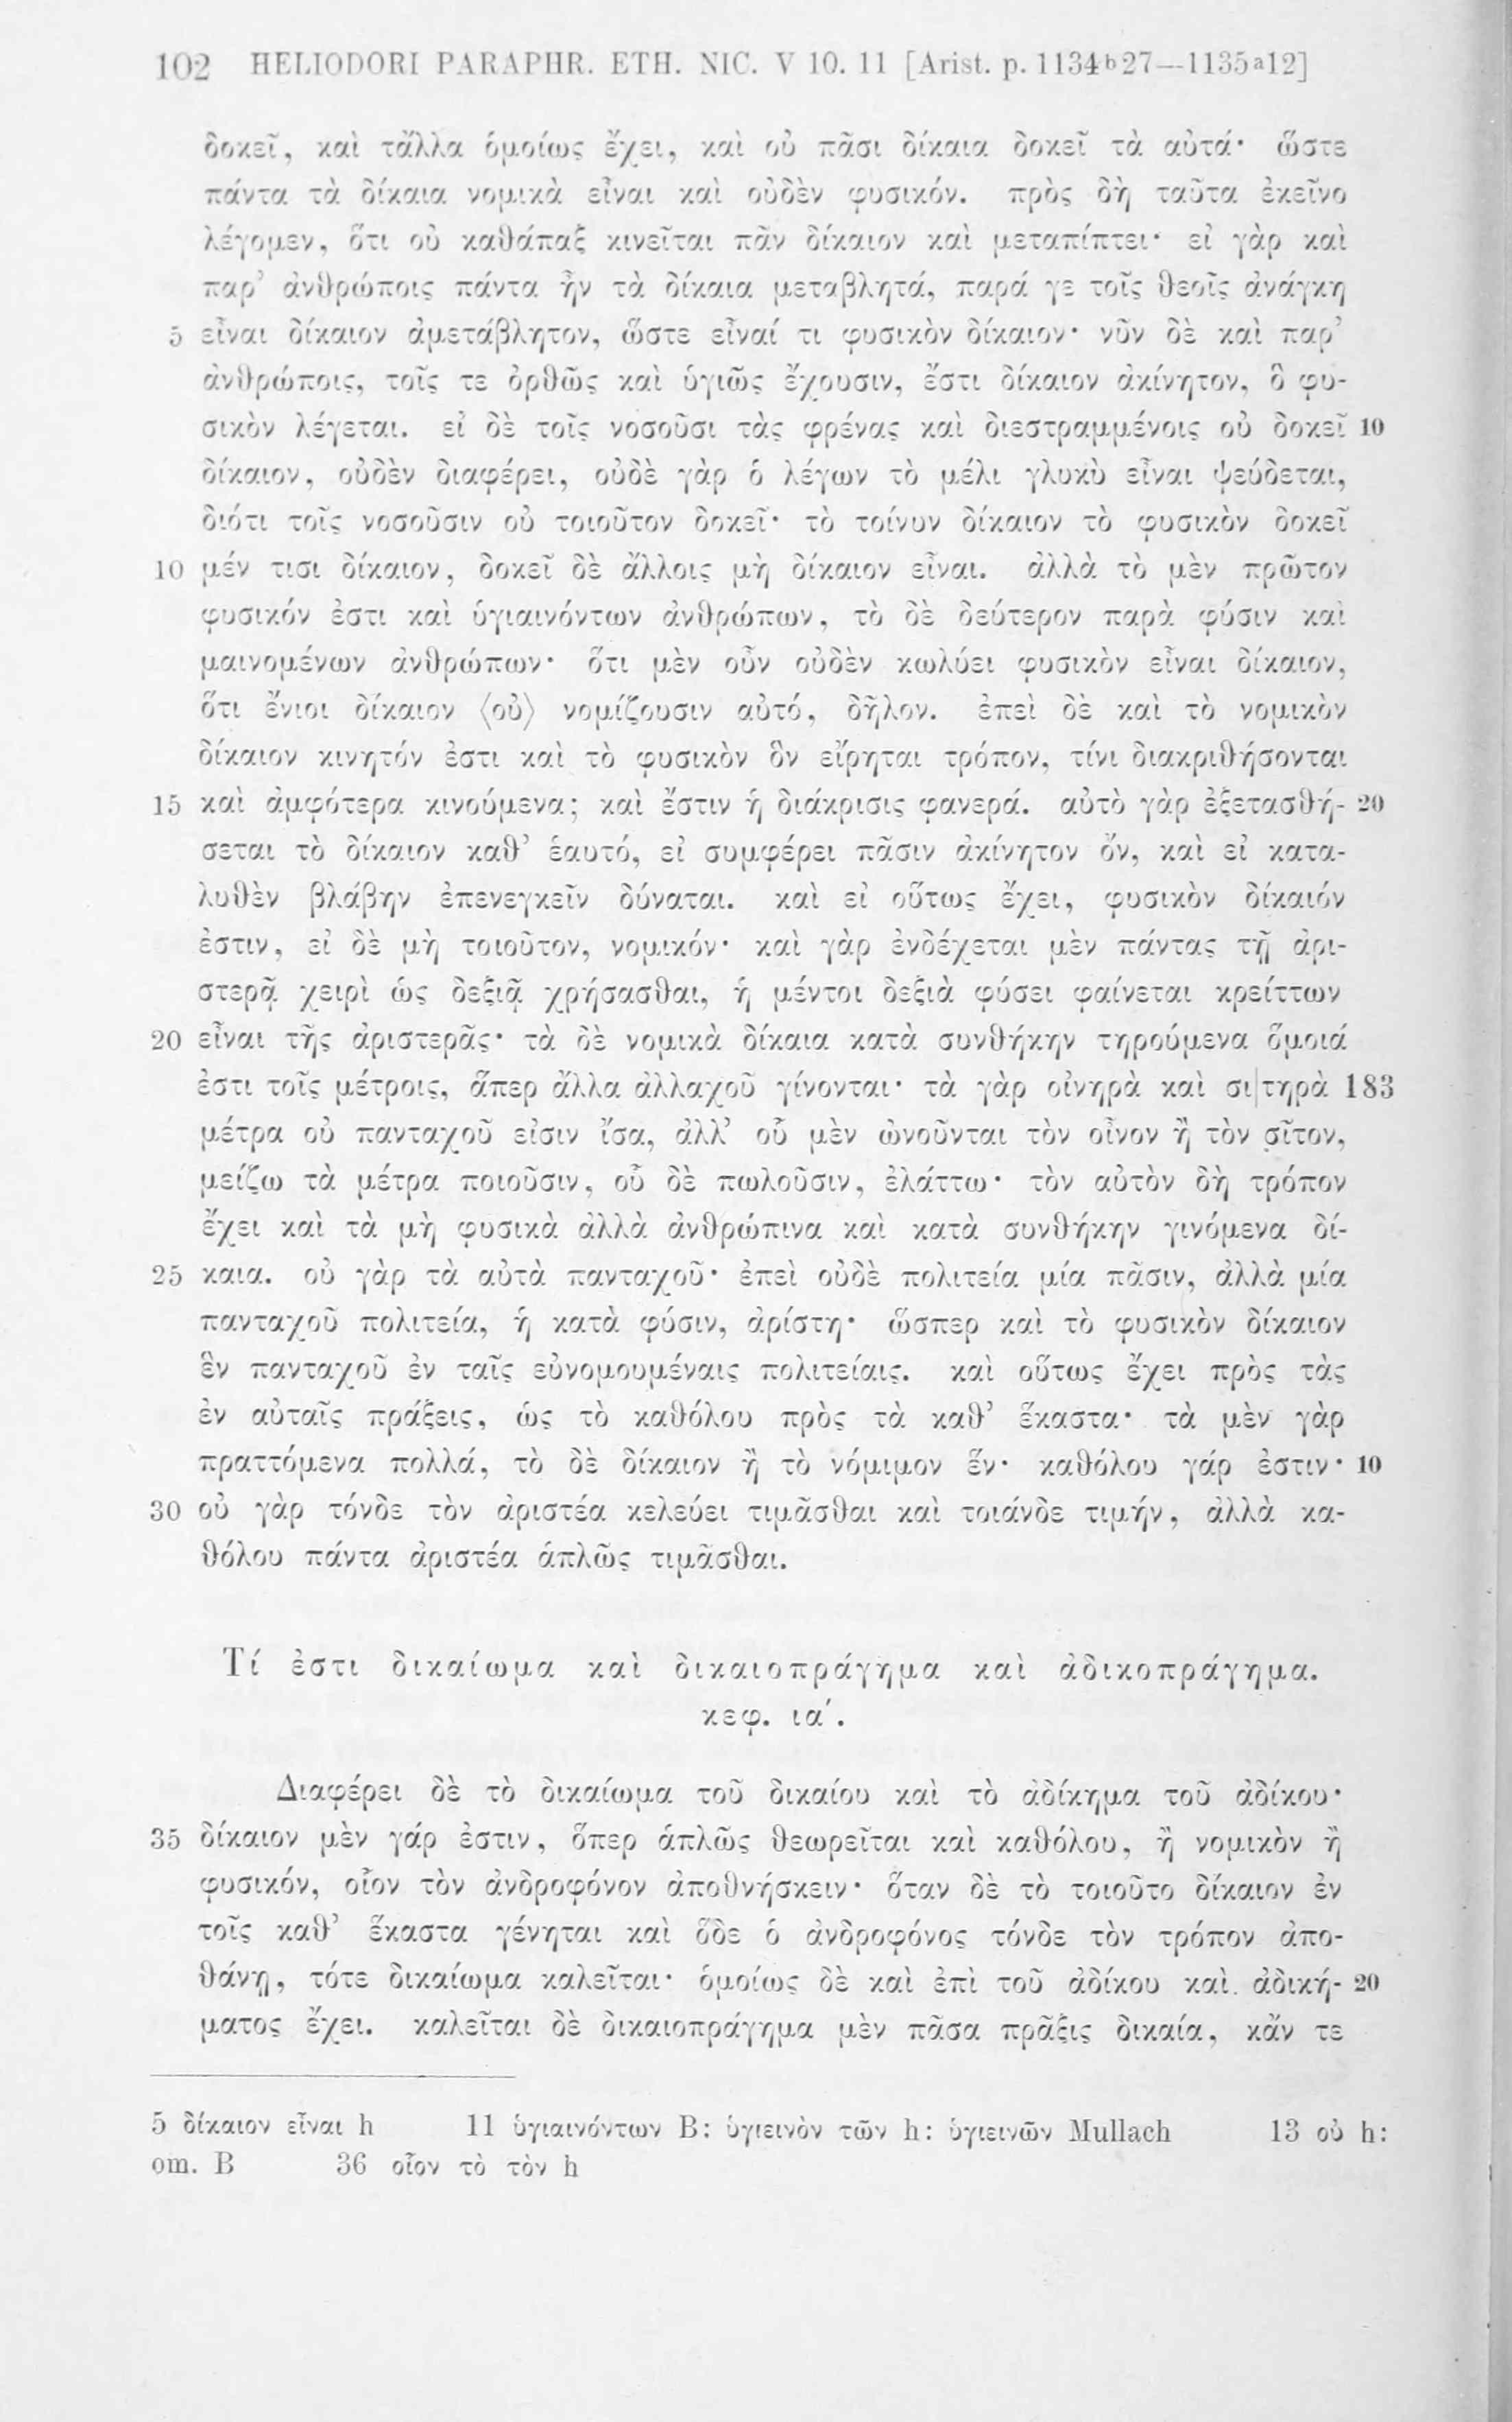 102 HELIODORI PARAPHR. ETH. NIC. V 10. 11 [Arist. p. 1134b27—1135a12]
δοκεῖ, καὶ τἄλλα ὁμοίως ἔχει, καὶ οὐ πᾶσι δίκαια δοκεῖ τὰ αὐτά· ὥστε
πάντα τὰ δίκαια νομικὰ εἶναι καὶ οὐδὲν φυσικόν. πρὸς δὴ ταῦτα ἐκεῖνο
λέγομεν, ὅτι οὐ καθάπαξ κινεῖται πᾶν δίκαιον καὶ μεταπίπτει· εἰ γὰρ καὶ
παρ’ ἀνθρώποις πάντα ἦν τὰ δίκαια μεταβλητά, παρά γε τοῖς θεοῖς ἀνάγκη
5 εἶναι δίκαιον ἀμετάβλητον, ὥστε εἶναί τι φυσικὸν δίκαιον· νῦν δὲ καὶ παρ’
ἀνθρώποις, τοῖς τε ὀρθῶς καὶ ὑγιῶς ἔχουσιν, ἔστι δίκαιον ἀκίνητον, ὃ φυ-
σικὸν λέγεται. εἰ δὲ τοῖς νοσοῦσι τὰς φρένας καὶ διεστραμμένοις οὐ δοκεῖ 10
δίκαιον, οὐδὲν διαφέρει, οὐδὲ γὰρ ὁ λέγων τὸ μέλι γλυκὺ εἶναι ψεύδεται,
διότι τοῖς νοσοῦσιν οὐ τοιοῦτον δοκεῖ· τὸ τοίνυν δίκαιον τὸ φυσικὸν δοκεῖ
10 μέν τισι δίκαιον, δοκεῖ δὲ ἄλλοις μὴ δίκαιον εἶναι. ἀλλὰ τὸ μὲν πρῶτον
φυσικόν ἐστι καὶ ὑγιαινόντων ἀνθρώπων, τὸ δὲ δεύτερον παρὰ φύσιν καὶ
μαινομένων ἀνθρώπων· ὅτι μὲν οὖν οὐδὲν κωλύει φυσικὸν εἶναι δίκαιον,
ὅτι ἔνιοι δίκαιον ⟨οὐ⟩ νομίζουσιν αὐτό, δῆλον. ἐπεὶ δὲ καὶ τὸ νομικὸν
δίκαιον κινητόν ἐστι καὶ τὸ φυσικὸν ὃν εἴρηται τρόπον, τίνι διακριθήσονται
15 καὶ ἀμφότερα κινούμενα; καὶ ἔστιν ἡ διάκρισις φανερά. αὐτὸ γὰρ ἐξετασθή- 20
σεται τὸ δίκαιον καθ’ ἑαυτό, εἰ συμφέρει πᾶσιν ἀκίνητον ὄν, καὶ εἰ κατα-
λυθὲν βλάβην ἐπενεγκεῖν δύναται. καὶ εἰ οὕτως ἔχει, φυσικὸν δίκαιόν
ἐστιν, εἰ δὲ μὴ τοιοῦτον, νομικόν· καὶ γὰρ ἐνδέχεται μὲν πάντας τῇ ἀρι-
στερᾷ χειρὶ ὡς δεξιᾷ χρήσασθαι, ἡ μέντοι δεξιὰ φύσει φαίνεται κρείττων
20 εἶναι τῆς ἀριστερᾶς· τὰ δὲ νομικὰ δίκαια κατὰ συνθήκην τηρούμενα ὅμοιά
ἐστι τοῖς μέτροις, ἅπερ ἄλλα ἀλλαχοῦ γίνονται· τὰ γὰρ οἰνηρὰ καὶ σι|τηρὰ 183
μέτρα οὐ πανταχοῦ εἰσιν ἴσα, ἀλλ’ οὗ μὲν ὠνοῦνται τὸν οἶνον ἢ τὸν σῖτον,
μείζω τὰ μέτρα ποιοῦσιν, οὗ δὲ πωλοῦσιν, ἐλάττω· τὸν αὐτὸν δὴ τρόπον
ἔχει καὶ τὰ μὴ φυσικὰ ἀλλὰ ἀνθρώπινα καὶ κατὰ συνθήκην γινόμενα δί-
25 καια. οὐ γὰρ τὰ αὐτὰ πανταχοῦ· ἐπεὶ οὐδὲ πολιτεία μία πᾶσιν, ἀλλὰ μία
πανταχοῦ πολιτεία, ἡ κατὰ φύσιν, ἀρίστη· ὥσπερ καὶ τὸ φυσικὸν δίκαιον
ἓν πανταχοῦ ἐν ταῖς εὐνομουμέναις πολιτείαις. καὶ οὕτως ἔχει πρὸς τὰς
ἐν αὐταῖς πράξεις, ὡς τὸ καθόλου πρὸς τὰ καθ’ ἕκαστα· τὰ μὲν γὰρ
πραττόμενα πολλά, τὸ δὲ δίκαιον ἢ τὸ νόμιμον ἕν· καθόλου γάρ ἐστιν· 10
30 οὐ γὰρ τόνδε τὸν ἀριστέα κελεύει τιμᾶσθαι καὶ τοιάνδε τιμήν, ἀλλὰ κα-
θόλου πάντα ἀριστέα ἁπλῶς τιμᾶσθαι.
Τί ἐστι δικαίωμα καὶ δικαιοπράγημα καὶ ἀδικοπράγημα.
κεφ. ια′.
Διαφέρει δὲ τὸ δικαίωμα τοῦ δικαίου καὶ τὸ ἀδίκημα τοῦ ἀδίκου·
35 δίκαιον μὲν γάρ ἐστιν, ὅπερ ἁπλῶς θεωρεῖται καὶ καθόλου, ἢ νομικὸν ἢ
φυσικόν, οἷον τὸν ἀνδροφόνον ἀποθνήσκειν· ὅταν δὲ τὸ τοιοῦτο δίκαιον ἐν
τοῖς καθ’ ἕκαστα γένηται καὶ ὅδε ὁ ἀνδροφόνος τόνδε τὸν τρόπον ἀπο-
θάνῃ, τότε δικαίωμα καλεῖται· ὁμοίως δὲ καὶ ἐπὶ τοῦ ἀδίκου καὶ ἀδική- 20
ματος ἔχει. καλεῖται δὲ δικαιοπράγημα μὲν πᾶσα πρᾶξις δικαία, κἄν τε
5 δίκαιον εἶναι h 11 ὑγιαινόντων B: ὑγιεινὸν τῶν h: ὑγιεινῶν Mullach 13 οὐ h:
om. B 36 οἷον τὸ τὸν h